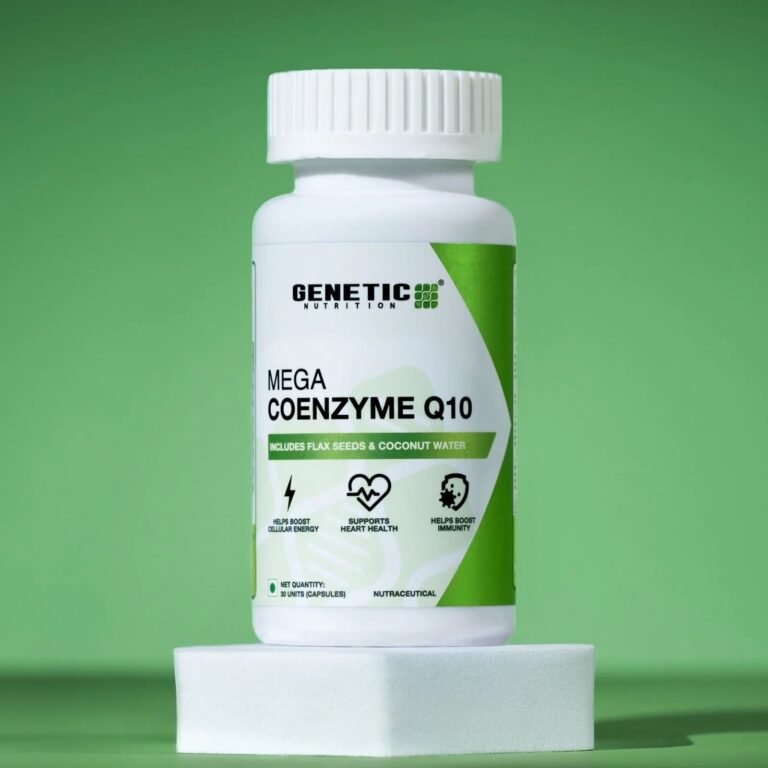 GENETIC ®
NUTRITION
MEGA
COENZYME Q10
INCLUDES FLAX SEEDS & COCONUT WATER
HELPS BOOST
CELLULAR ENERGY
SUPPORTS
HEART HEALTH
HELPS BOOST
IMMUNITY
NET QUANTITY:
30 UNITS (CAPSULES)
NUTRACEUTICAL